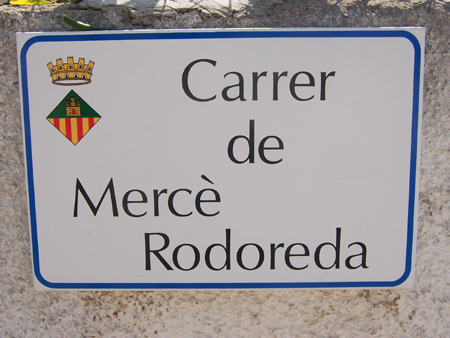 Carrer
de
Mercè
Rodoreda